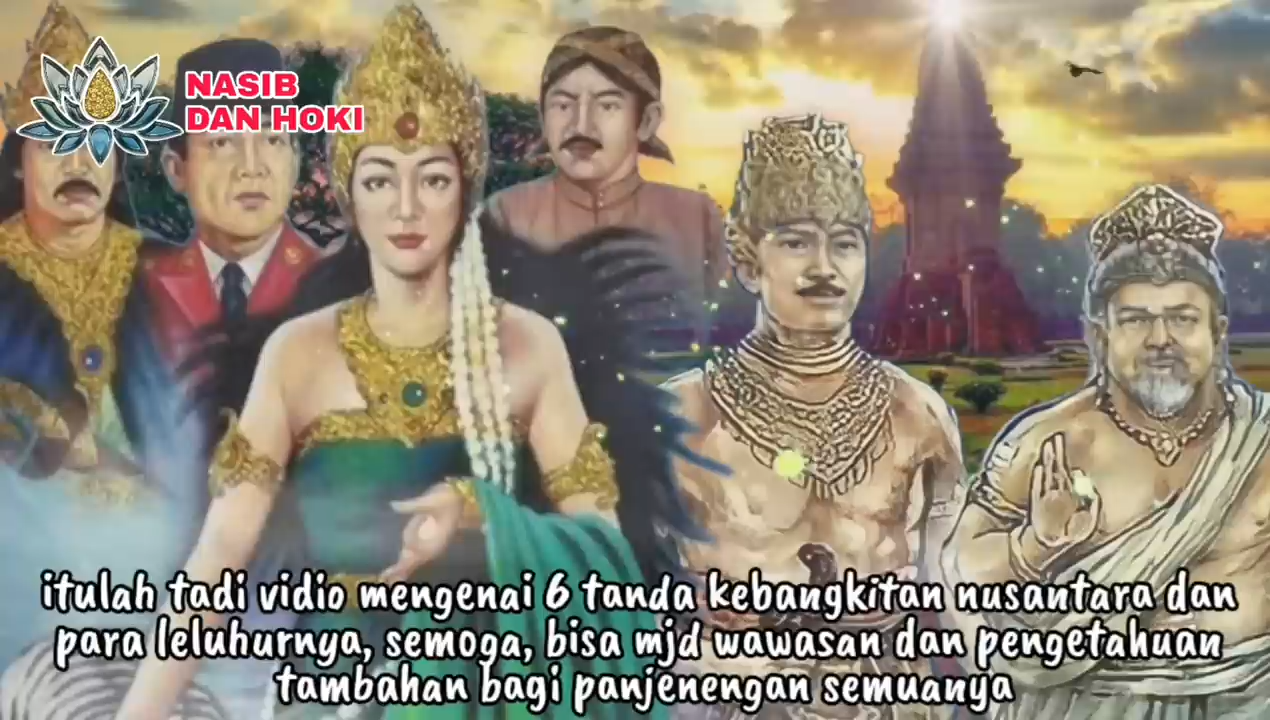 NASIB
DAN HOKI
itulah tadi vidio mengenai 6 tanda kebangkitan nusantara dan
para leluhurnya, semoga, bisa mjd wawasan dan pengetahuan
tambahan bagi panjenengan semuanya